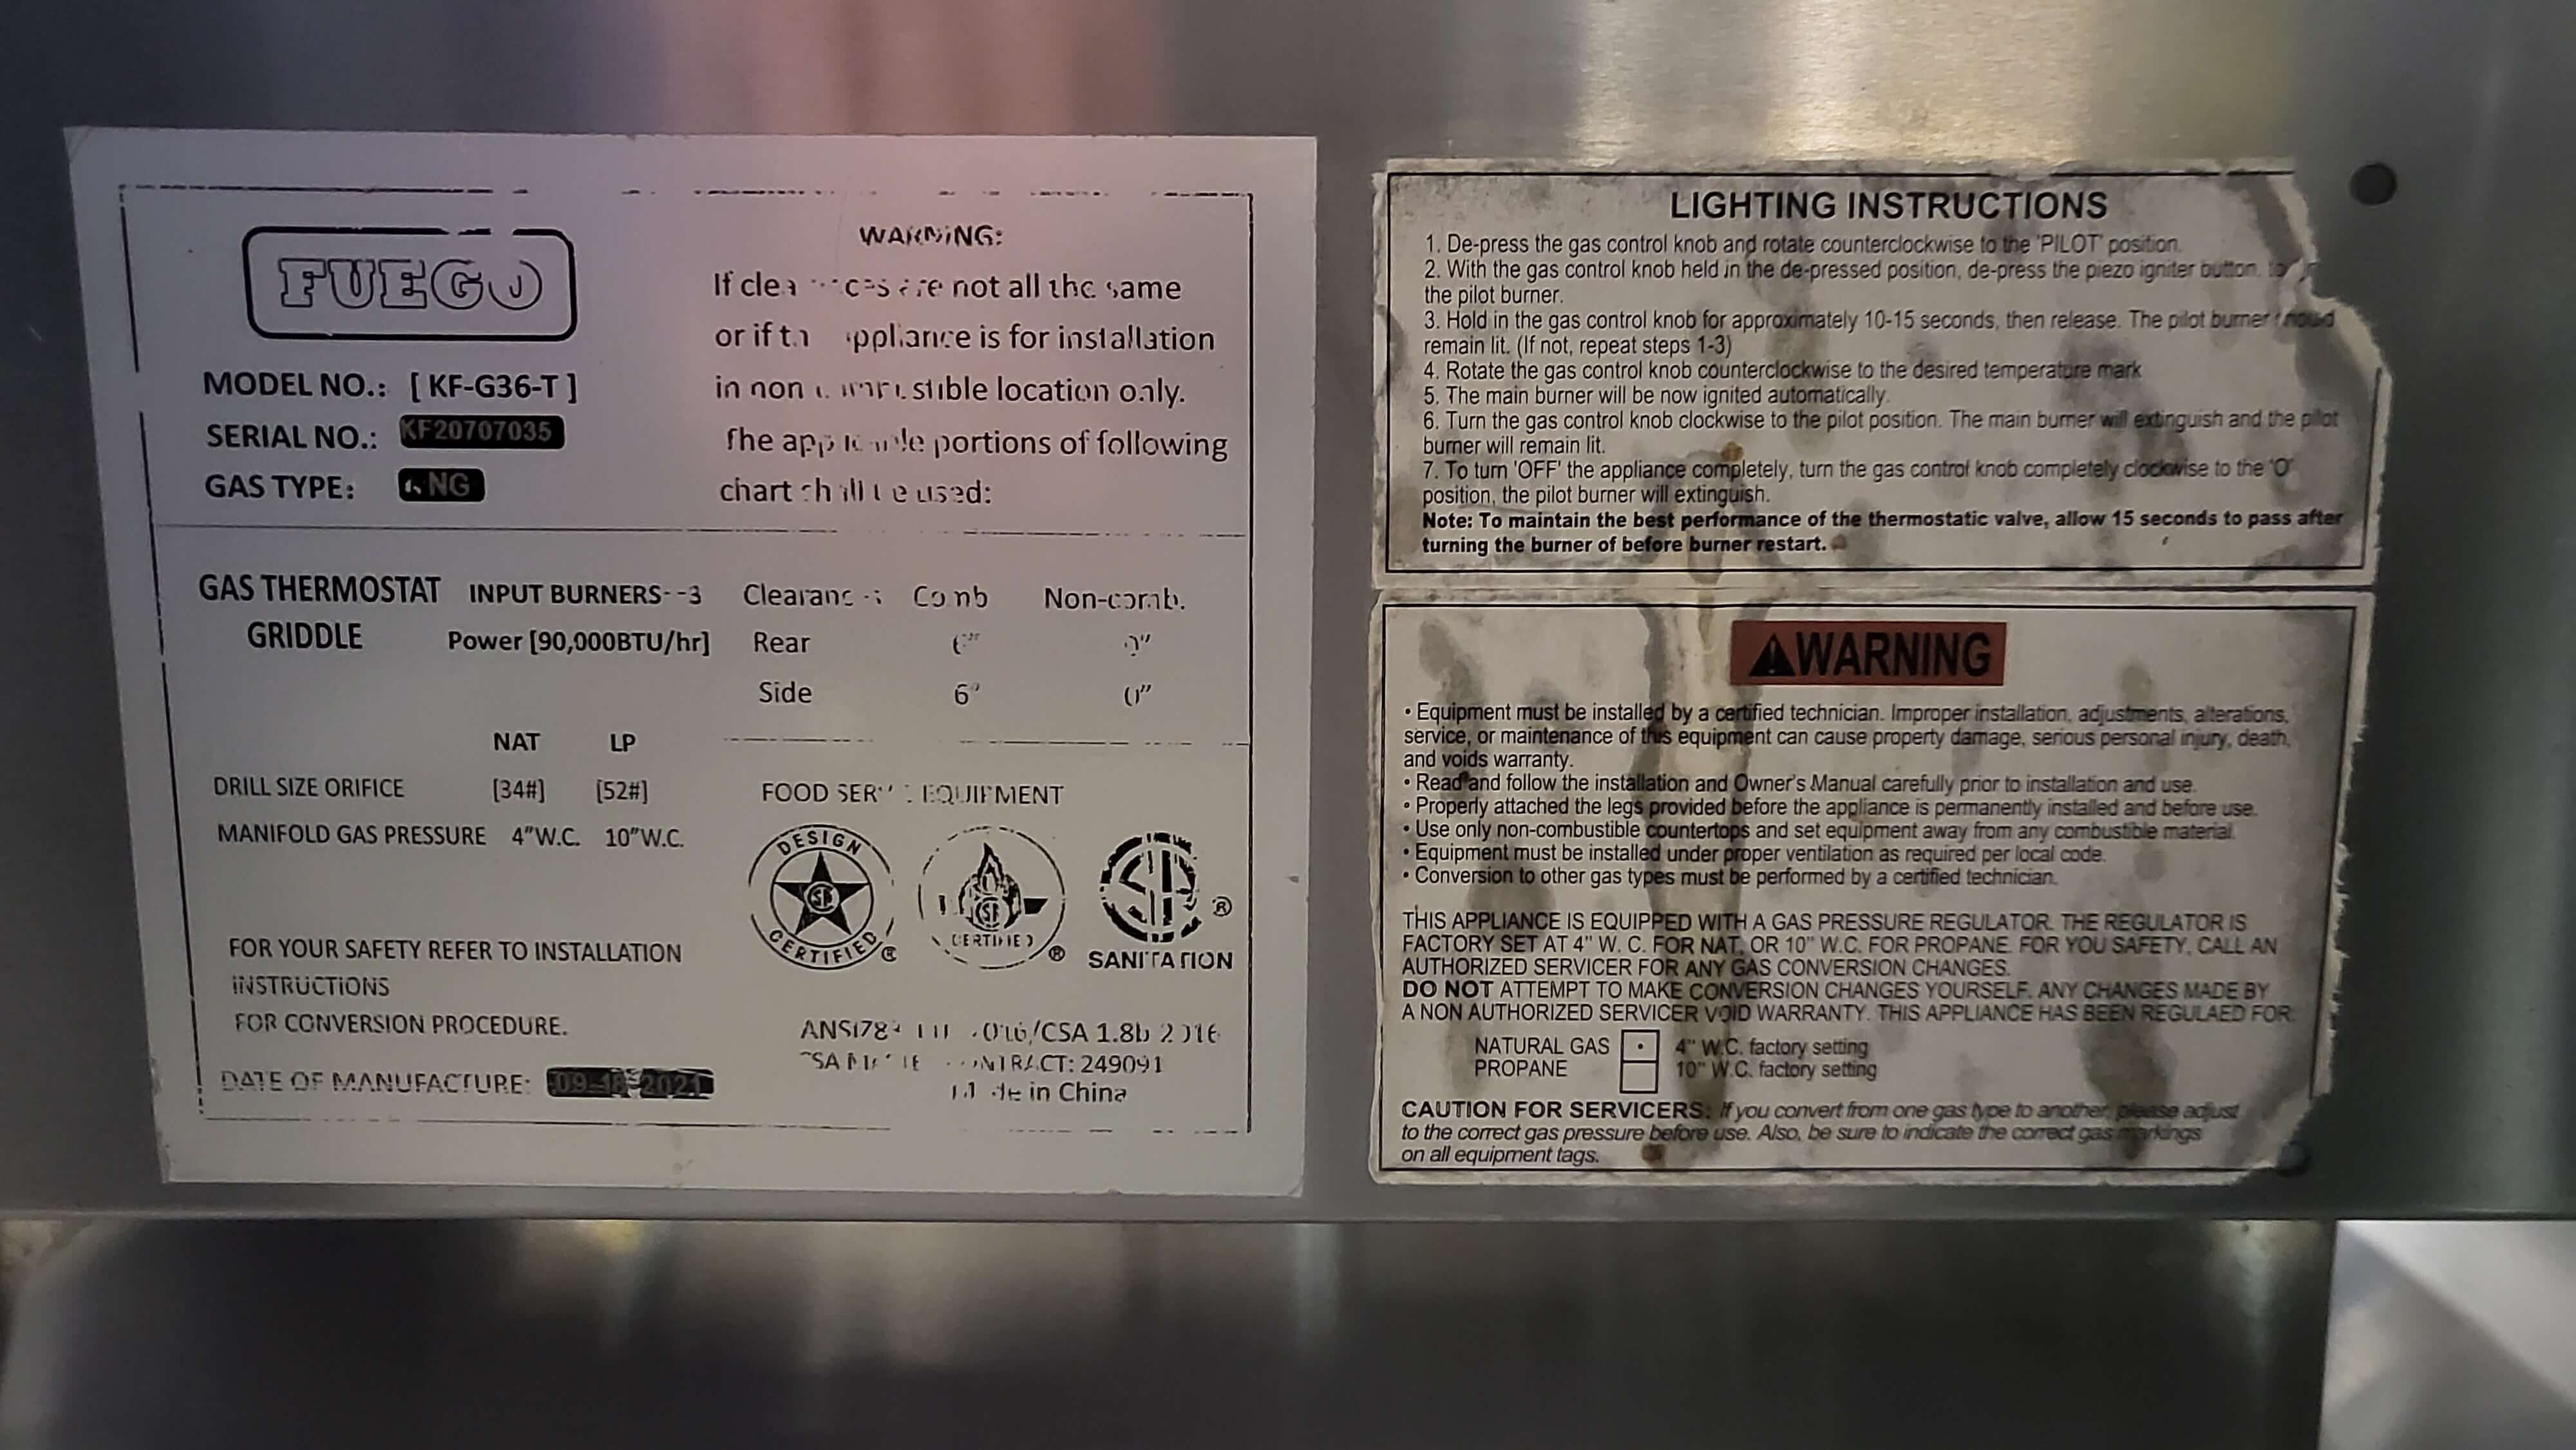 FUEGO
MODEL NO.: [ KF-G36-T ]
SERIAL NO.: KF20707035
GAS TYPE: NG
WARNING:
If are not all the same
or if appliance is for installation
in non location only.
The portions of following
chart used:
GAS THERMOSTAT
GRIDDLE
INPUT BURNERS--3
Power [90,000BTU/hr]
Comb Non-comb.
Rear
Side 6" 0"
NAT LP
DRILL SIZE ORIFICE [34#] [52#]
MANIFOLD GAS PRESSURE 4"W.C. 10"W.C.
FOR YOUR SAFETY REFER TO INSTALLATION
INSTRUCTIONS
FOR CONVERSION PROCEDURE.
DATE OF MANUFACTURE:
FOOD EQUIPMENT
DESIGN
CERTIFIED ®
CERTIFIED ®
®
SANITATION
/CSA 1.8b 2016
249091
in China
LIGHTING INSTRUCTIONS
1. De-press the gas control knob and rotate counterclockwise to the 'PILOT' position.
2. With the gas control knob held in the de-pressed position, de-press the piezo igniter button,
the pilot burner.
3. Hold in the gas control knob for approximately 10-15 seconds, then release. The pilot burner should
remain lit. (If not, repeat steps 1-3)
4. Rotate the gas control knob counterclockwise to the desired temperature mark
5. The main burner will be now ignited automatically.
6. Turn the gas control knob clockwise to the pilot position. The main burner will extinguish and the pilot
burner will remain lit.
7. To turn 'OFF' the appliance completely, turn the gas control knob completely clockwise to the 'O'
position, the pilot burner will extinguish.
Note: To maintain the best performance of the thermostatic valve, allow 15 seconds to pass after
turning the burner of before burner restart.
WARNING
• Equipment must be installed by a certified technician. Improper installation, adjustments, alterations,
service, or maintenance of this equipment can cause property damage, serious personal injury, death,
and voids warranty.
• Read and follow the installation and Owner's Manual carefully prior to installation and use.
• Properly attached the legs provided before the appliance is permanently installed and before use.
• Use only non-combustible countertops and set equipment away from any combustible material.
• Equipment must be installed under proper ventilation as required per local code.
• Conversion to other gas types must be performed by a certified technician.
THIS APPLIANCE IS EQUIPPED WITH A GAS PRESSURE REGULATOR. THE REGULATOR IS
FACTORY SET AT 4" W. C. FOR NAT, OR 10" W.C. FOR PROPANE. FOR YOU SAFETY, CALL AN
AUTHORIZED SERVICER FOR ANY GAS CONVERSION CHANGES.
DO NOT ATTEMPT TO MAKE CONVERSION CHANGES YOURSELF. ANY CHANGES MADE BY
A NON AUTHORIZED SERVICER VOID WARRANTY. THIS APPLIANCE HAS BEEN REGULAED FOR:
NATURAL GAS 4" W.C. factory setting
PROPANE 10" W.C. factory setting
CAUTION FOR SERVICERS: If you convert from one gas type to another, please adjust
to the correct gas pressure before use. Also, be sure to indicate the correct gas markings
on all equipment tags.